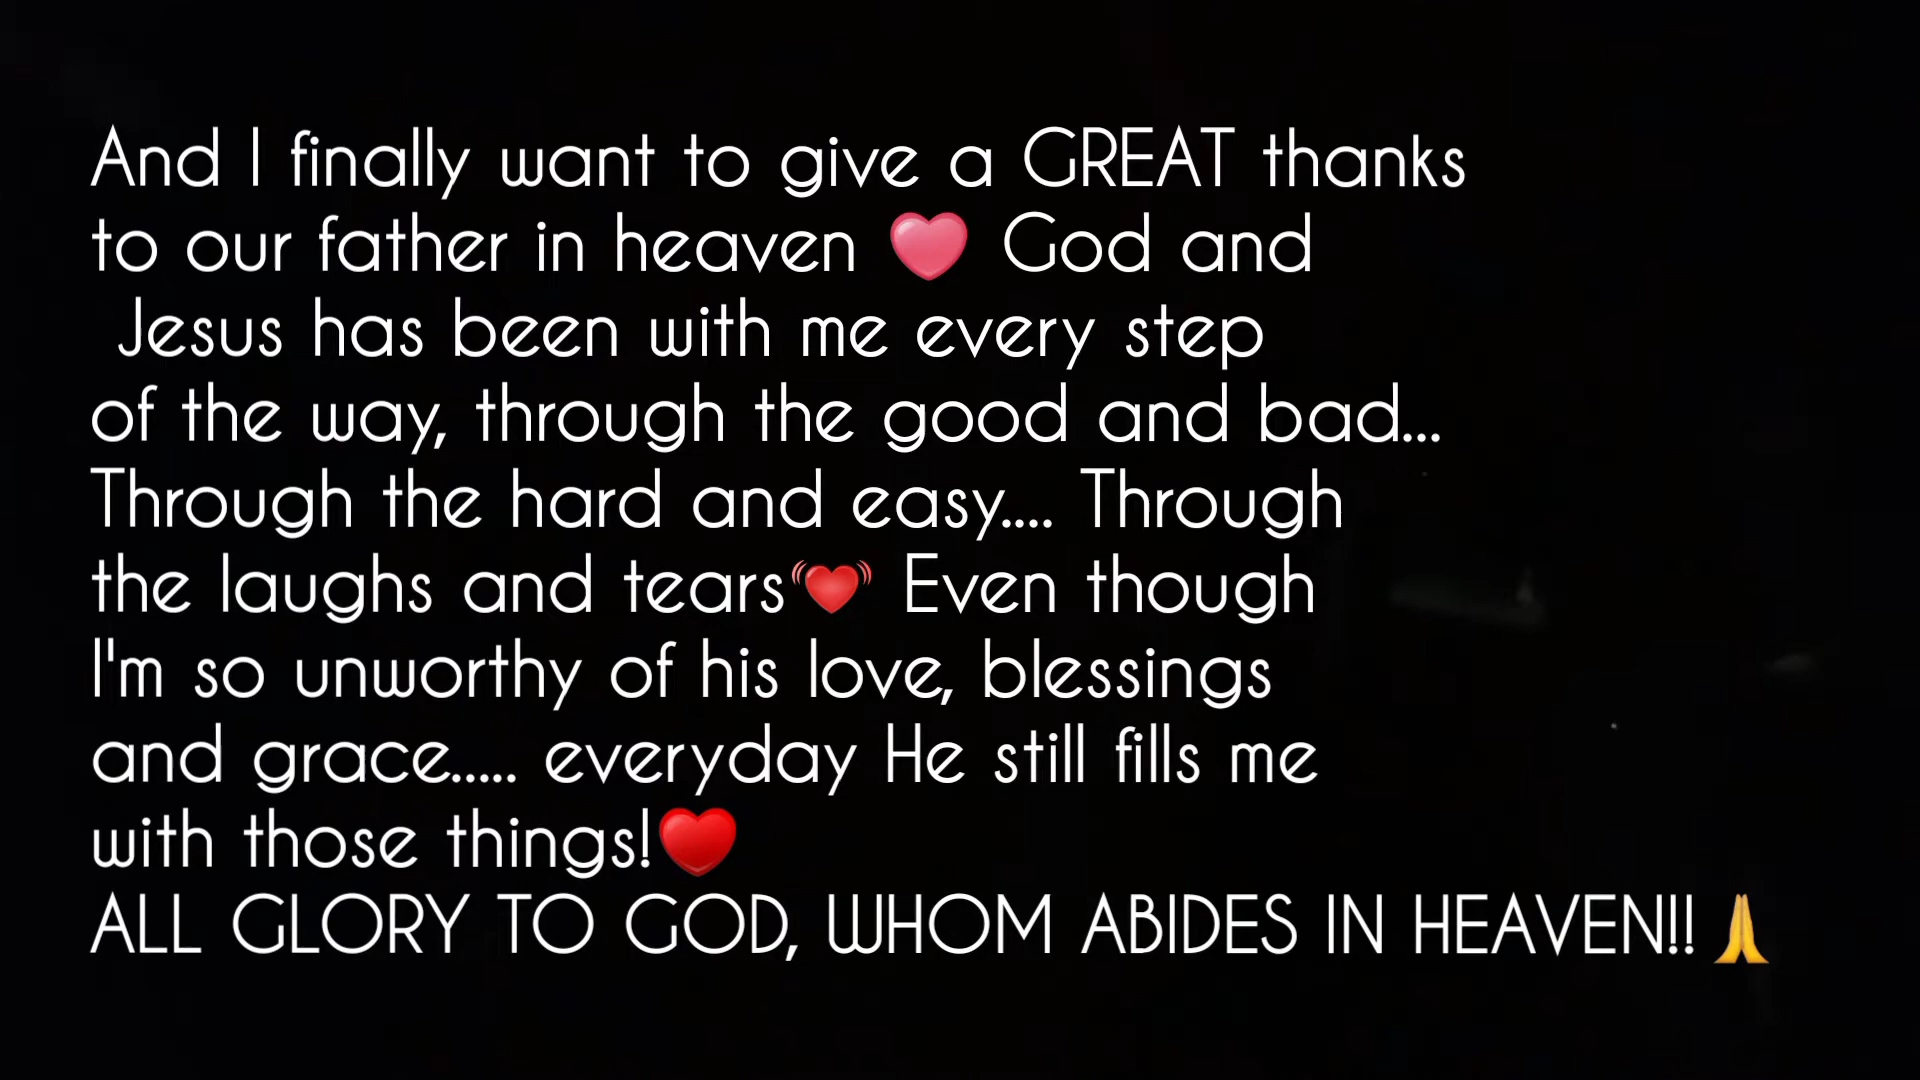 And I finally want to give a GREAT thanks
to our father in heaven 💗 God and
Jesus has been with me every step
of the way, through the good and bad...
Through the hard and easy.... Through
the laughs and tears💓 Even though
I'm so unworthy of his love, blessings
and grace..... everyday He still fills me
with those things!❤
ALL GLORY TO GOD, WHOM ABIDES IN HEAVEN!! 🙏